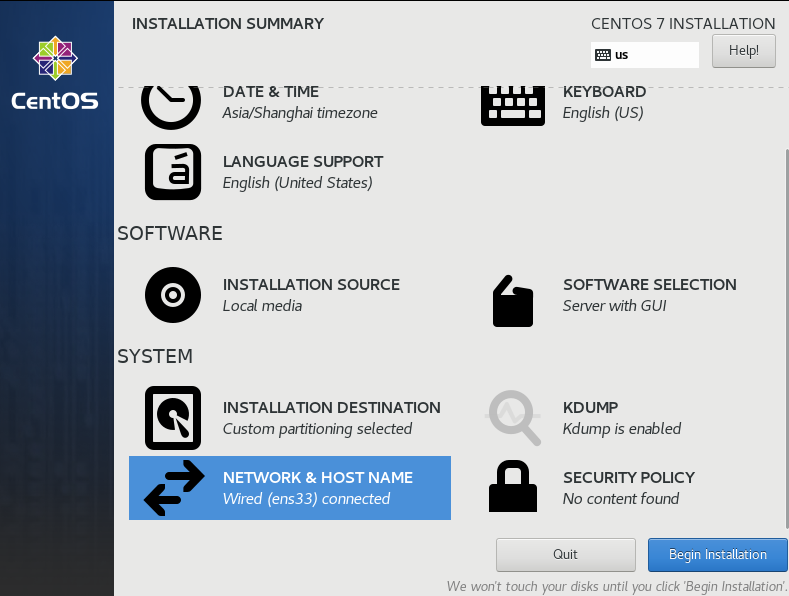 INSTALLATION SUMMARY
CENTOS 7 INSTALLATION
us
Help!
CentOS
DATE & TIME
Asia/Shanghai timezone
KEYBOARD
English (US)
á
LANGUAGE SUPPORT
English (United States)
SOFTWARE
INSTALLATION SOURCE
Local media
SOFTWARE SELECTION
Server with GUI
SYSTEM
INSTALLATION DESTINATION
Custom partitioning selected
KDUMP
Kdump is enabled
NETWORK & HOST NAME
Wired (ens33) connected
SECURITY POLICY
No content found
Quit
Begin Installation
We won't touch your disks until you click 'Begin Installation'.